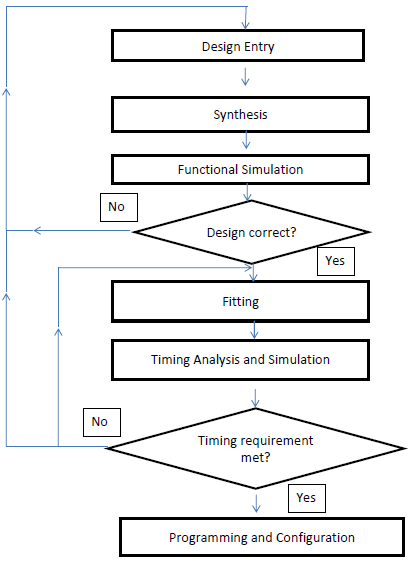 Design Entry
Synthesis
Functional Simulation
No
Design correct?
Yes
Fitting
Timing Analysis and Simulation
No
Timing requirement
met?
Yes
Programming and Configuration